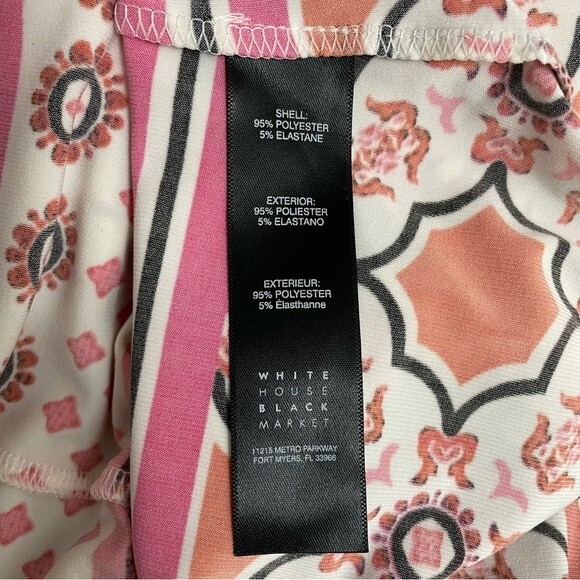 SHELL:
95% POLYESTER
5% ELASTANE
EXTERIOR:
95% POLIESTER
5% ELASTANO
EXTERIEUR:
95% POLYESTER
5% Élasthanne
WHITE
HOUSE
BLACK
MARKET
11215 METRO PARKWAY
FORT MYERS, FL 33966